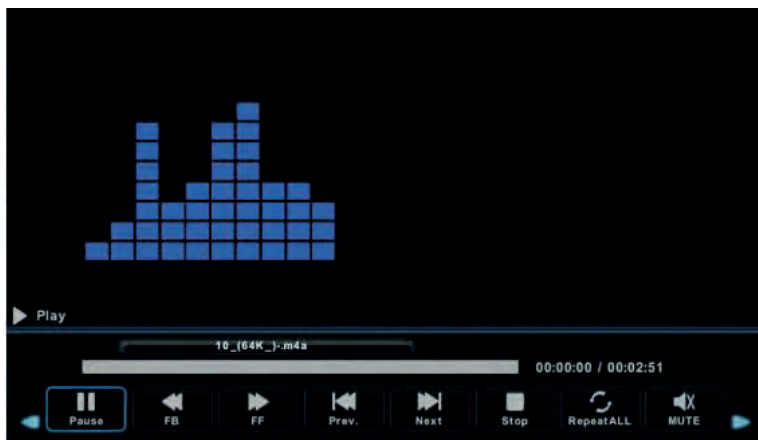 Play
10_(64K_)-.m4a
00:00:00 / 00:02:51
Pause FB FF Prev. Next Stop RepeatALL MUTE